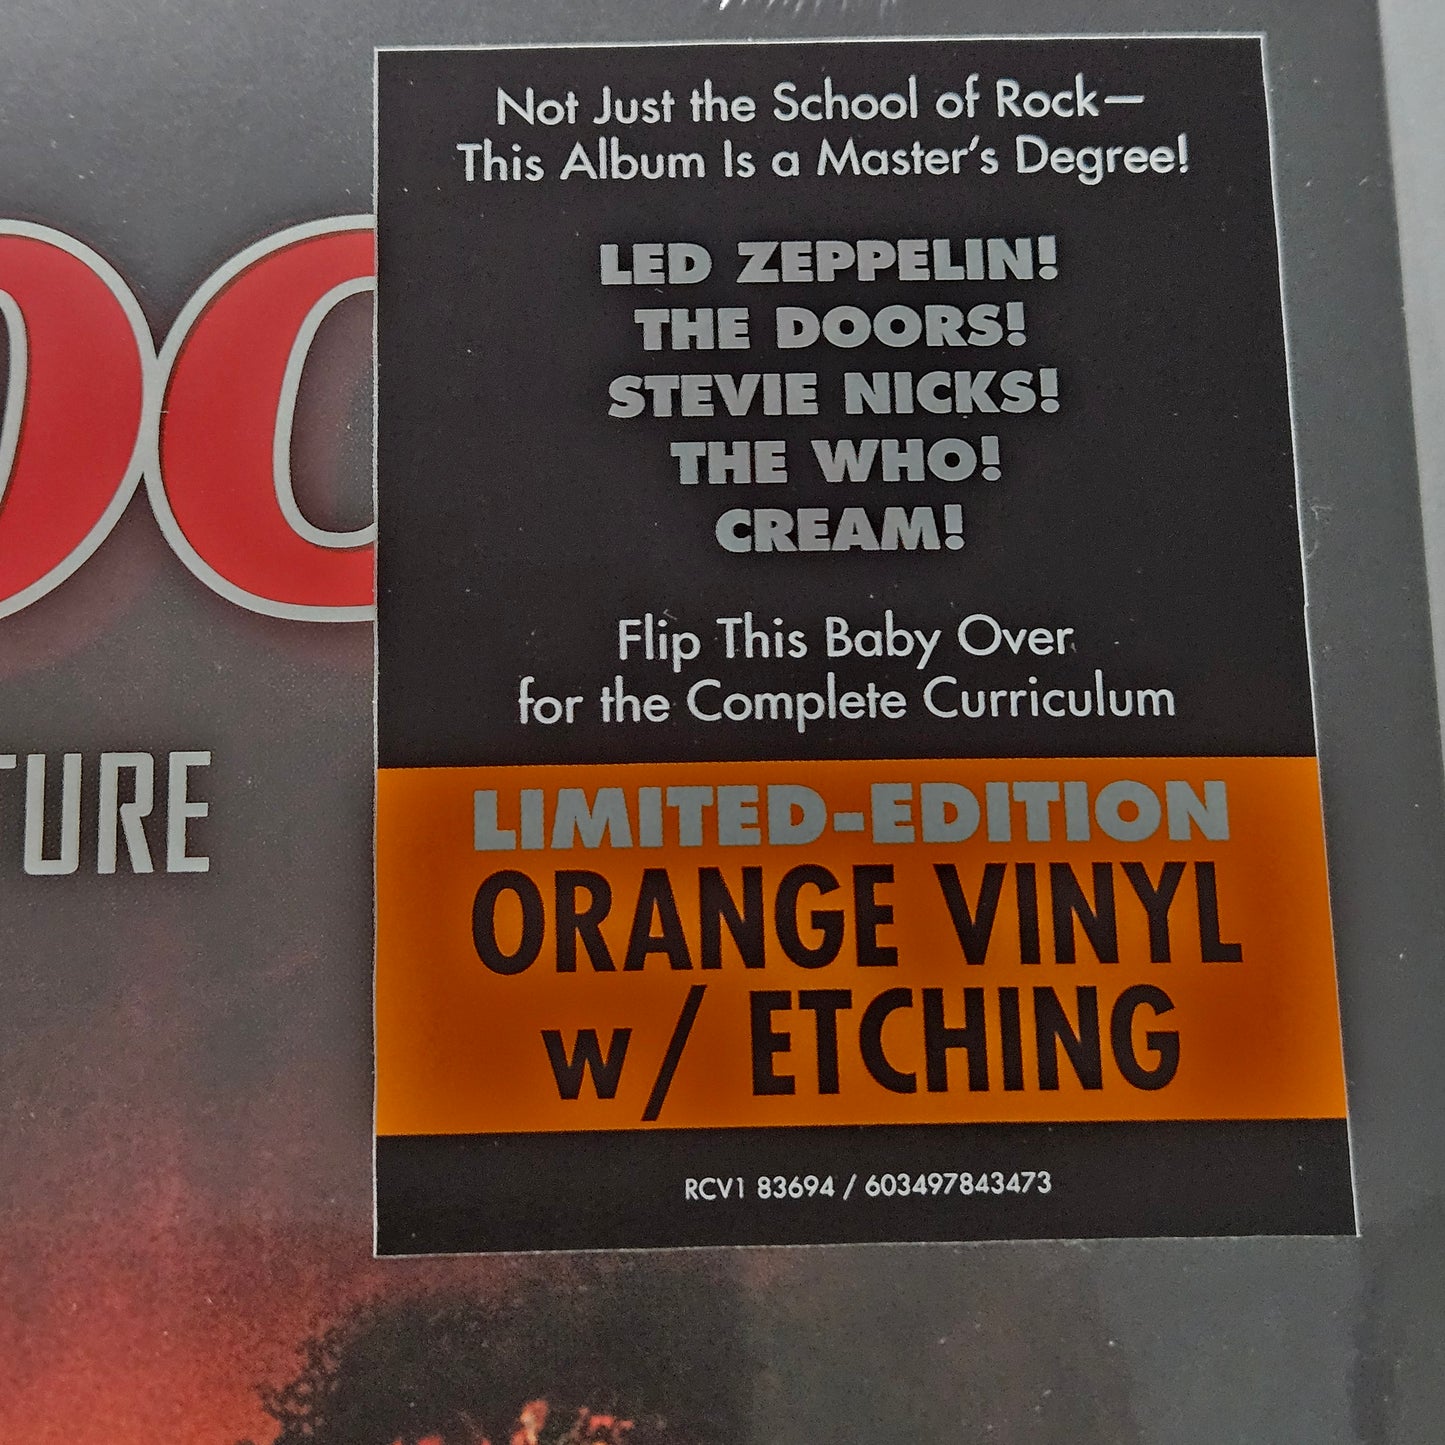 Not Just the School of Rock—
This Album Is a Master's Degree!
LED ZEPPELIN!
THE DOORS!
STEVIE NICKS!
THE WHO!
CREAM!
Flip This Baby Over
for the Complete Curriculum
LIMITED-EDITION
ORANGE VINYL
w/ ETCHING
RCV1 83694 / 603497843473
OO
TURE